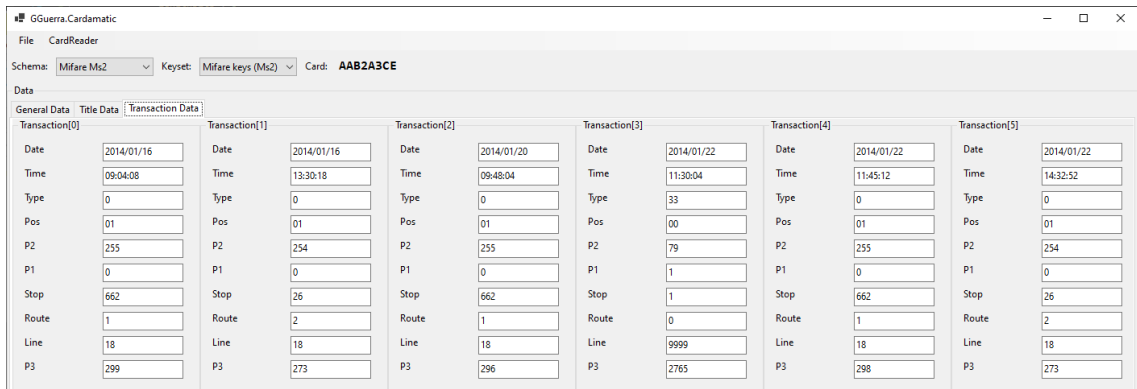 GGuerra.Cardamatic
File CardReader
Schema: Mifare Ms2 Keyset: Mifare keys (Ms2) Card: AAB2A3CE
Data
General Data Title Data Transaction Data
Transaction[0] Transaction[1] Transaction[2] Transaction[3] Transaction[4] Transaction[5]
Date 2014/01/16 Date 2014/01/16 Date 2014/01/20 Date 2014/01/22 Date 2014/01/22 Date 2014/01/22
Time 09:04:08 Time 13:30:18 Time 09:48:04 Time 11:30:04 Time 11:45:12 Time 14:32:52
Type 0 Type 0 Type 0 Type 33 Type 0 Type 0
Pos 01 Pos 01 Pos 01 Pos 00 Pos 01 Pos 01
P2 255 P2 254 P2 255 P2 79 P2 255 P2 254
P1 0 P1 0 P1 0 P1 1 P1 0 P1 0
Stop 662 Stop 26 Stop 662 Stop 1 Stop 662 Stop 26
Route 1 Route 2 Route 1 Route 0 Route 1 Route 2
Line 18 Line 18 Line 18 Line 9999 Line 18 Line 18
P3 299 P3 273 P3 296 P3 2765 P3 298 P3 273